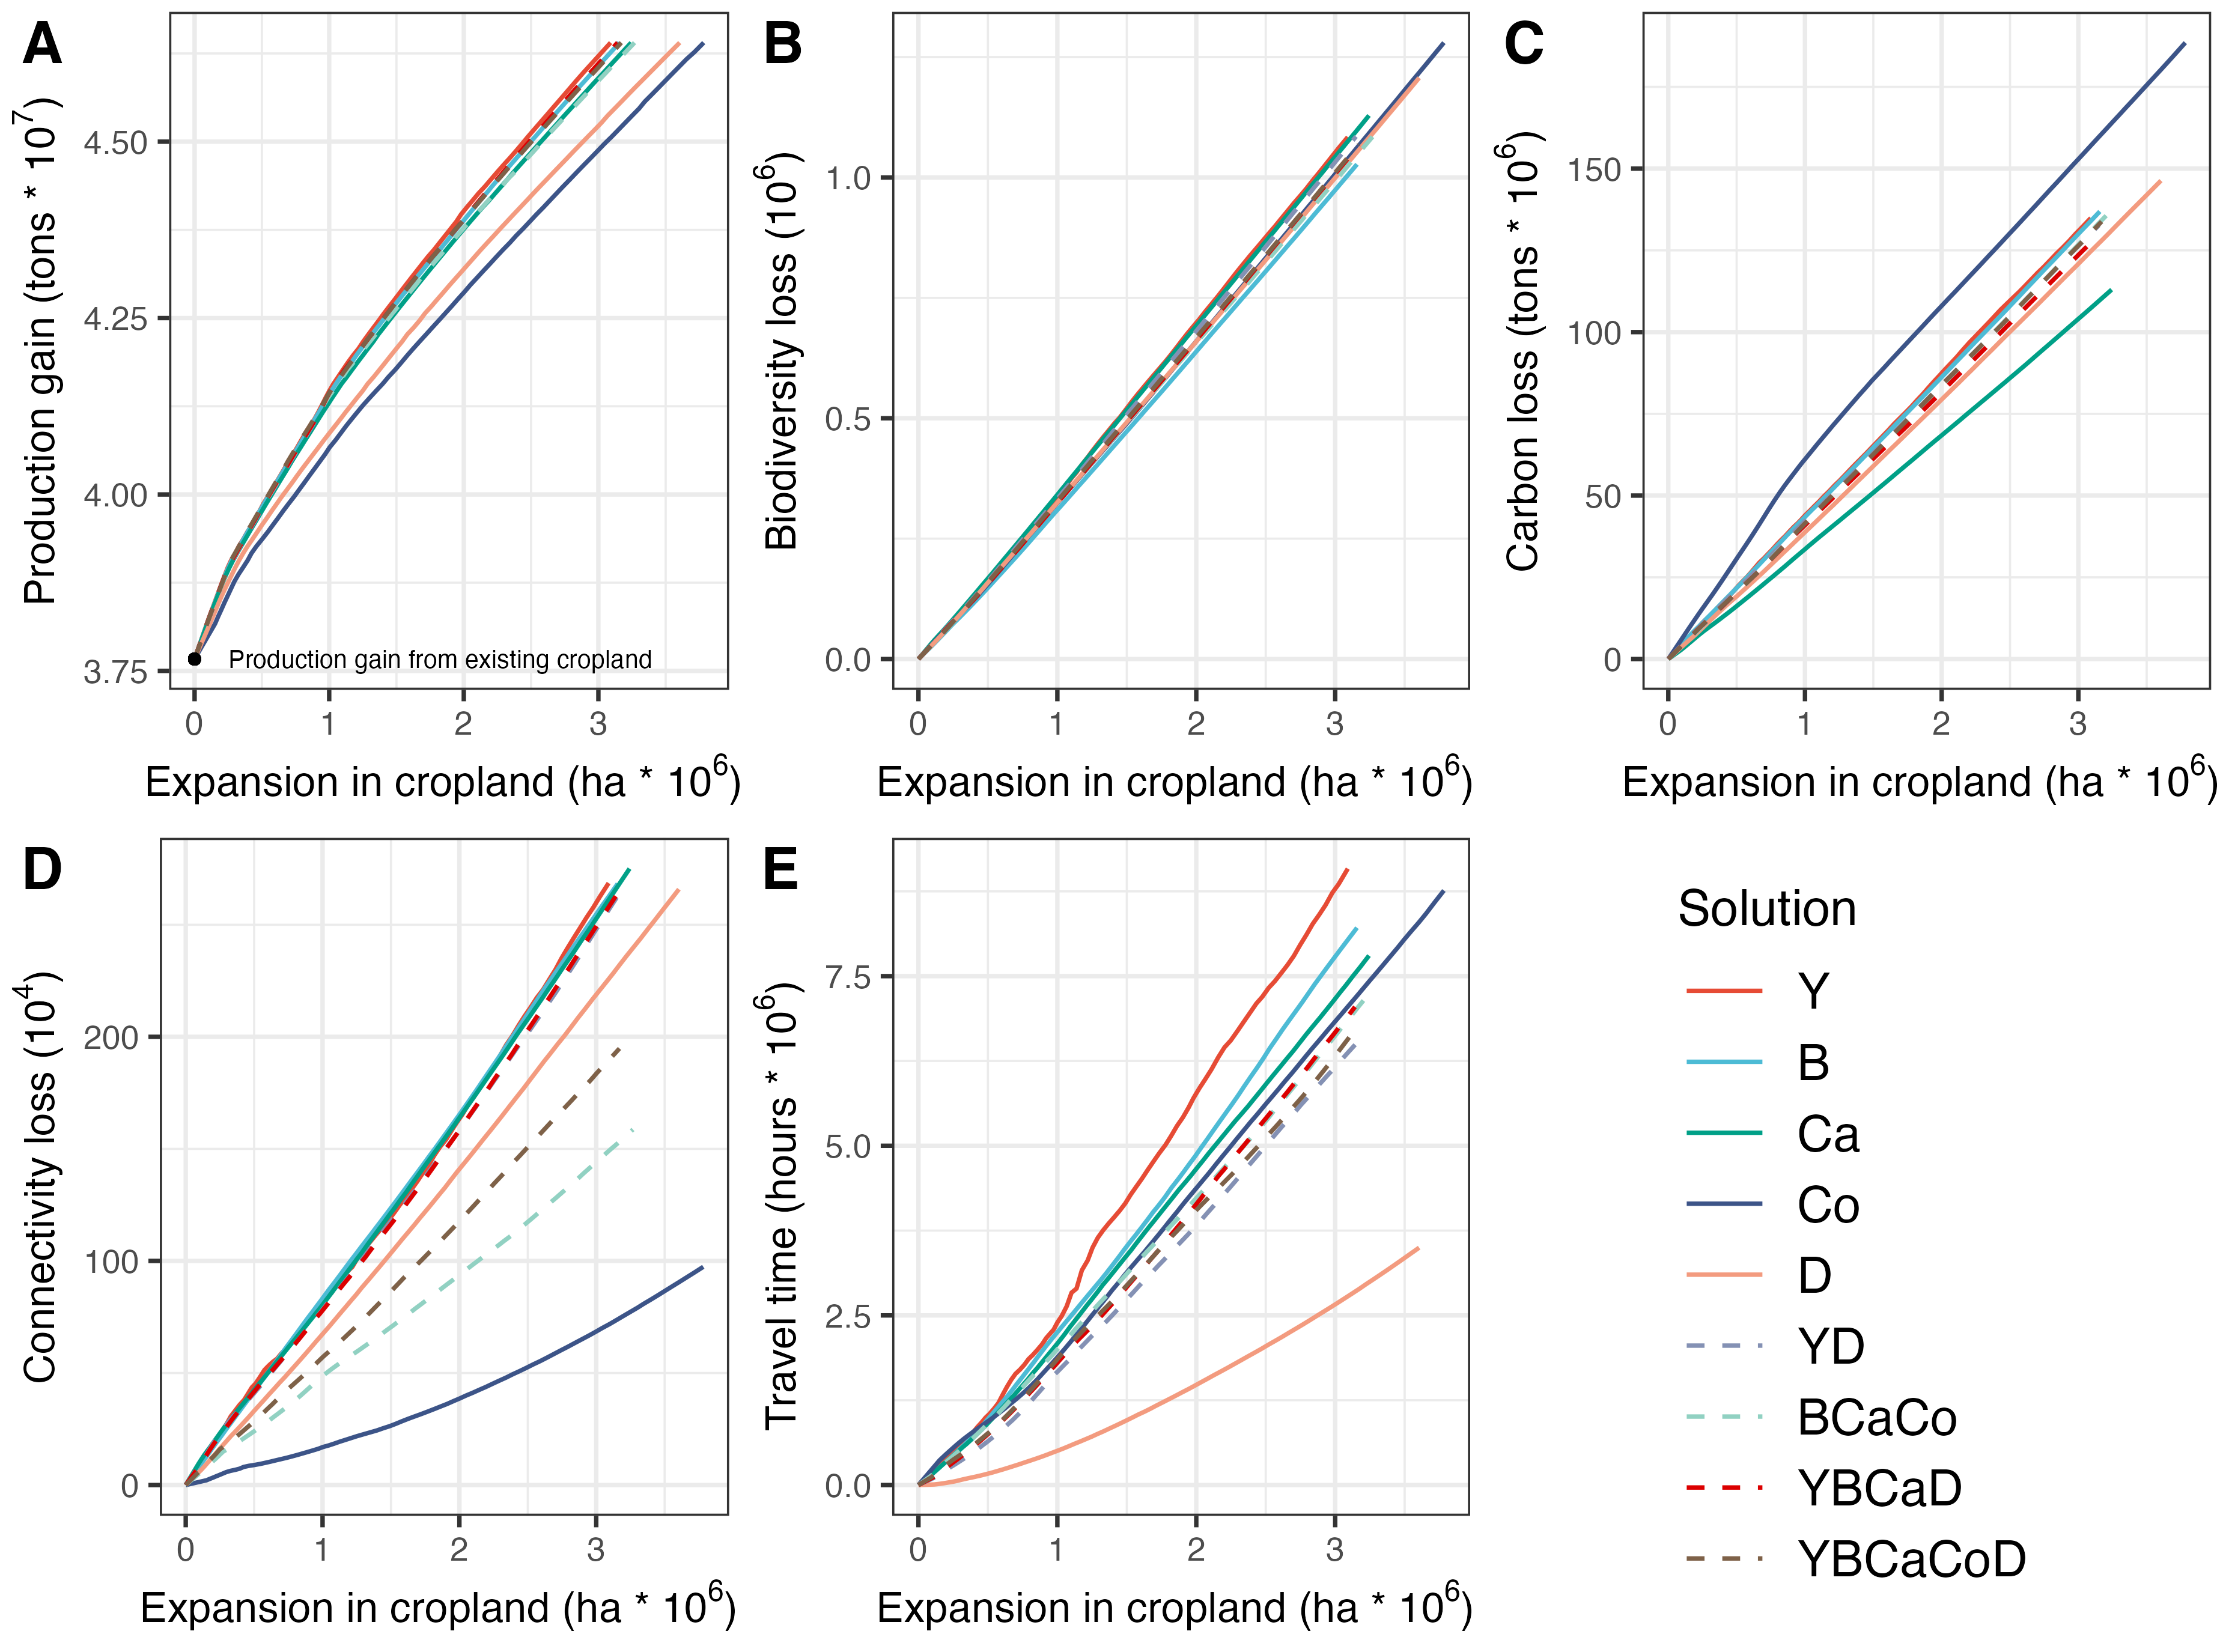 A
Production gain (tons * 10^7)
4.50
4.25
4.00
3.75
Production gain from existing cropland
0 1 2 3
Expansion in cropland (ha * 10^6)
B
Biodiversity loss (10^6)
1.0
0.5
0.0
0 1 2 3
Expansion in cropland (ha * 10^6)
C
Carbon loss (tons * 10^6)
150
100
50
0
0 1 2 3
Expansion in cropland (ha * 10^6)
D
Connectivity loss (10^4)
200
100
0
0 1 2 3
Expansion in cropland (ha * 10^6)
E
Travel time (hours * 10^6)
7.5
5.0
2.5
0.0
0 1 2 3
Expansion in cropland (ha * 10^6)
Solution
Y
B
Ca
Co
D
YD
BCaCo
YBCaD
YBCaCoD